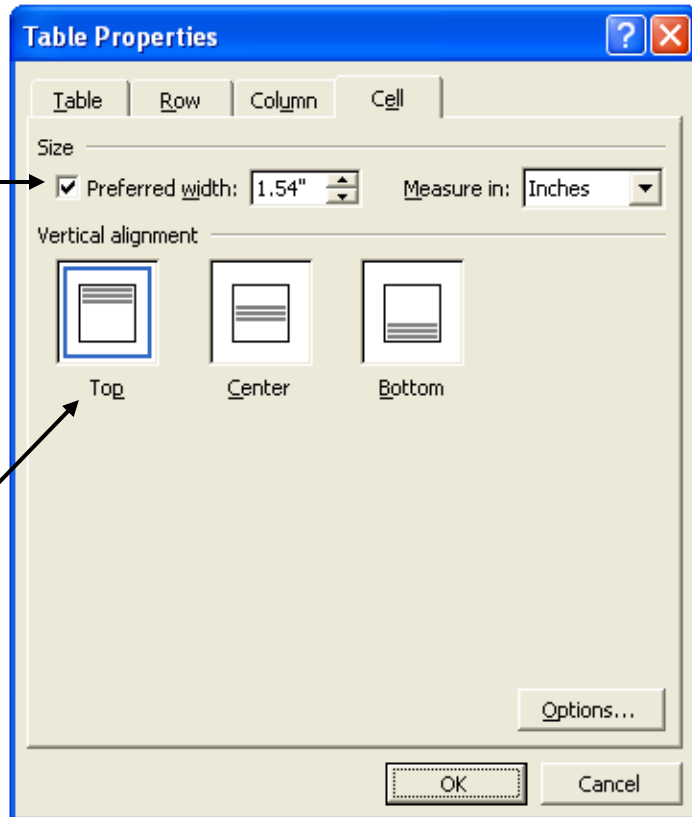 Table Properties
Table Row Column Cell
Size
Preferred width: 1.54" Measure in: Inches
Vertical alignment
Top Center Bottom
Options...
OK Cancel